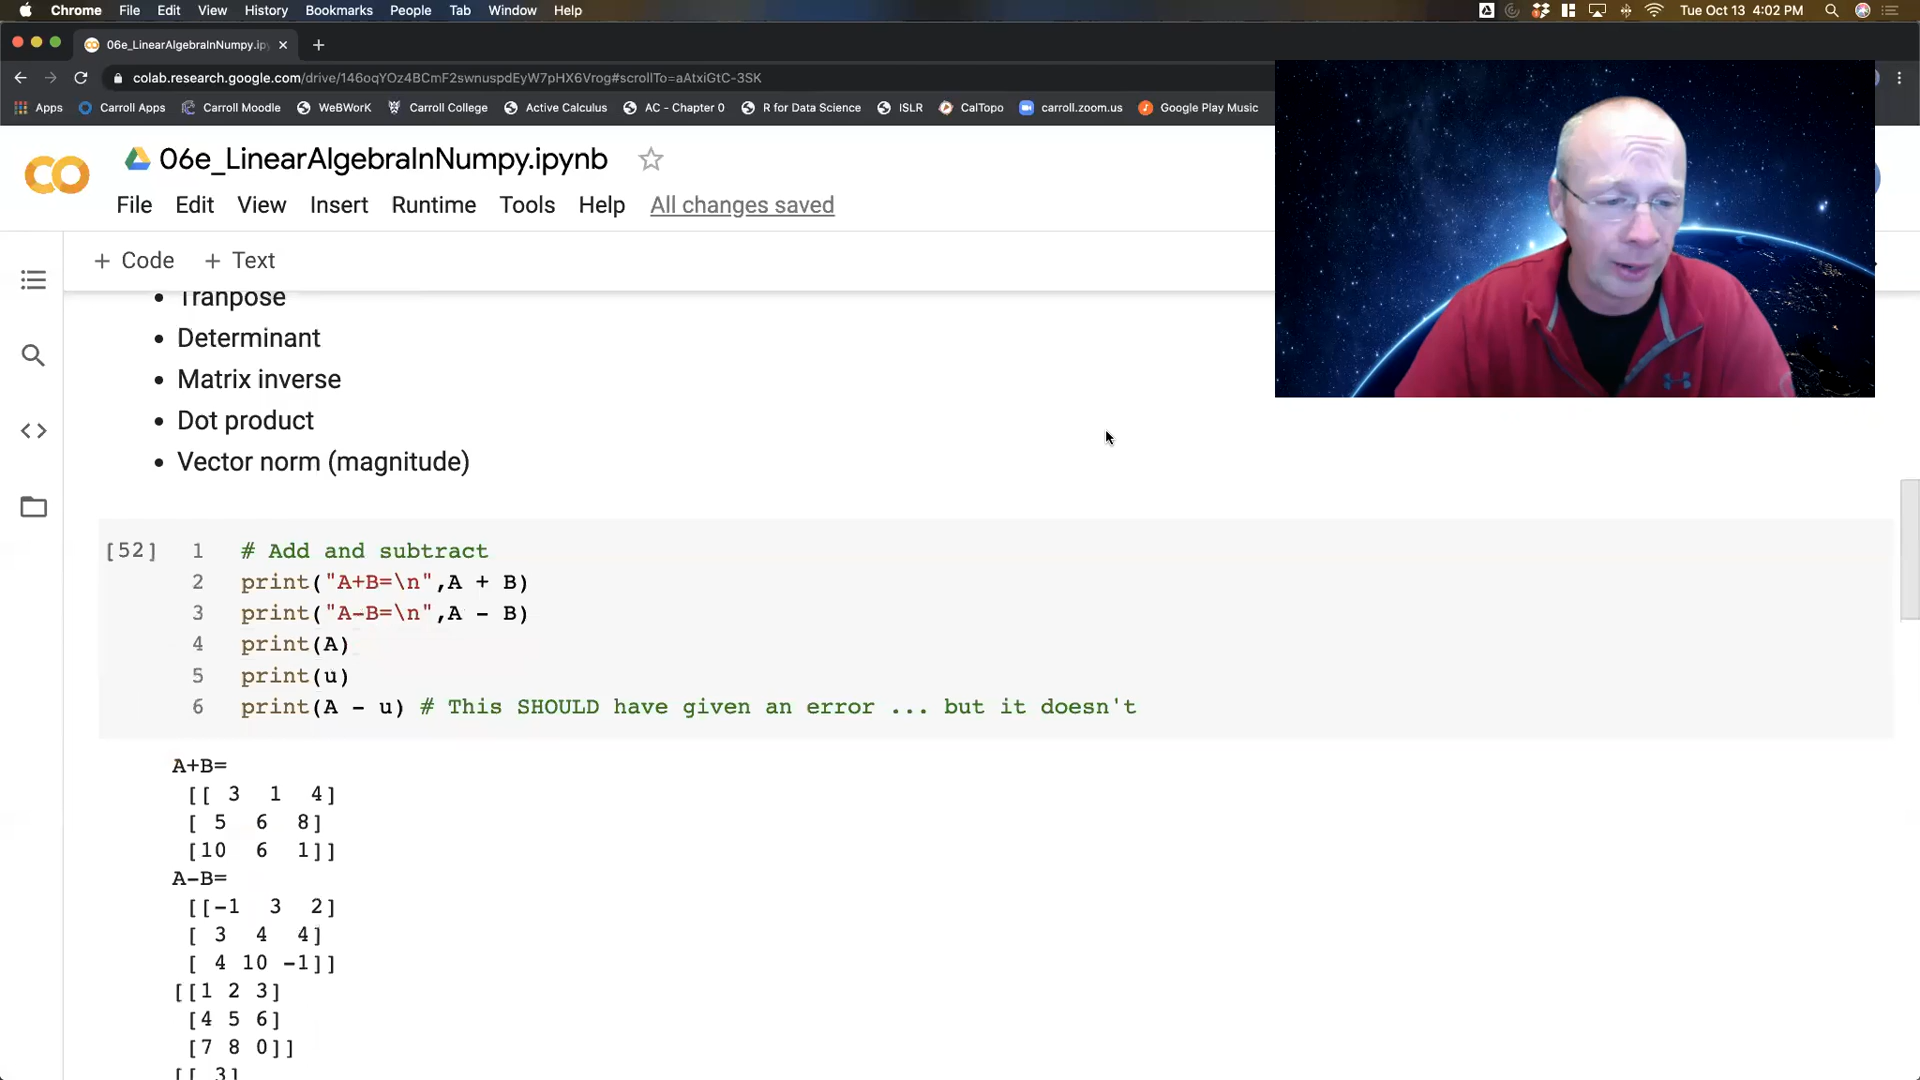 Chrome File Edit View History Bookmarks People Tab Window Help Tue Oct 13 4:02 PM
06e_LinearAlgebraInNumpy.ip
colab.research.google.com/drive/146oqYOz4BCmF2swnuspdEyW7pHX6Vrog#scrollTo=aAtxiGtC-3SK
Apps Carroll Apps Carroll Moodle WeBWorK Carroll College Active Calculus AC - Chapter 0 R for Data Science ISLR CalTopo carroll.zoom.us Google Play Music
06e_LinearAlgebraInNumpy.ipynb
File Edit View Insert Runtime Tools Help All changes saved
+ Code + Text
• Tranpose
• Determinant
• Matrix inverse
• Dot product
• Vector norm (magnitude)
[52] 1 # Add and subtract
2 print("A+B=\n",A + B)
3 print("A-B=\n",A - B)
4 print(A)
5 print(u)
6 print(A - u) # This SHOULD have given an error ... but it doesn't
A+B=
[[ 3 1 4]
[ 5 6 8]
[10 6 1]]
A-B=
[[-1 3 2]
[ 3 4 4]
[ 4 10 -1]]
[[1 2 3]
[4 5 6]
[7 8 0]]
[[ 3]